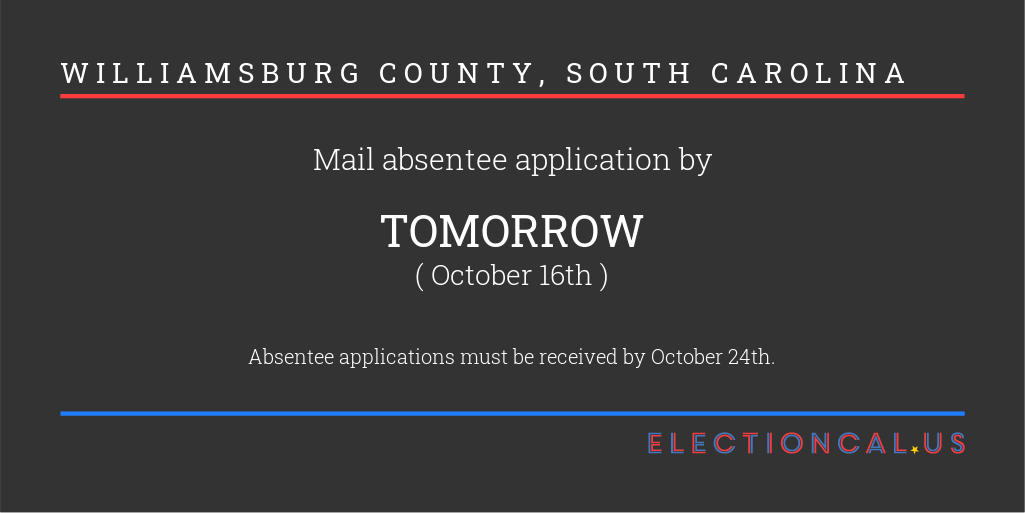 WILLIAMSBURG COUNTY, SOUTH CAROLINA
Mail absentee application by
TOMORROW
( October 16th )
Absentee applications must be received by October 24th.
ELECTIONCAL.US